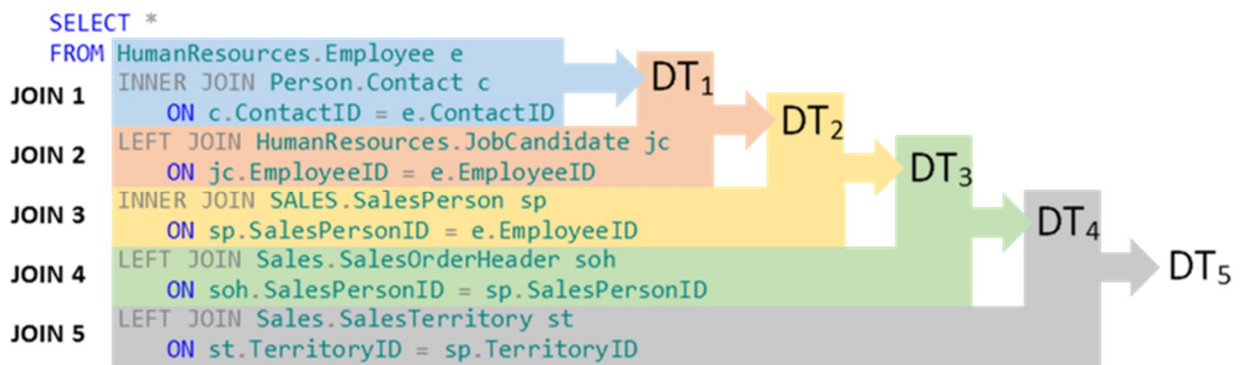 SELECT *
FROM HumanResources.Employee e
DT1
JOIN 1
INNER JOIN Person.Contact c
ON c.ContactID = e.ContactID
DT2
JOIN 2
LEFT JOIN HumanResources.JobCandidate jc
ON jc.EmployeeID = e.EmployeeID
DT3
JOIN 3
INNER JOIN SALES.SalesPerson sp
ON sp.SalesPersonID = e.EmployeeID
DT4
JOIN 4
LEFT JOIN Sales.SalesOrderHeader soh
ON soh.SalesPersonID = sp.SalesPersonID
DT5
JOIN 5
LEFT JOIN Sales.SalesTerritory st
ON st.TerritoryID = sp.TerritoryID